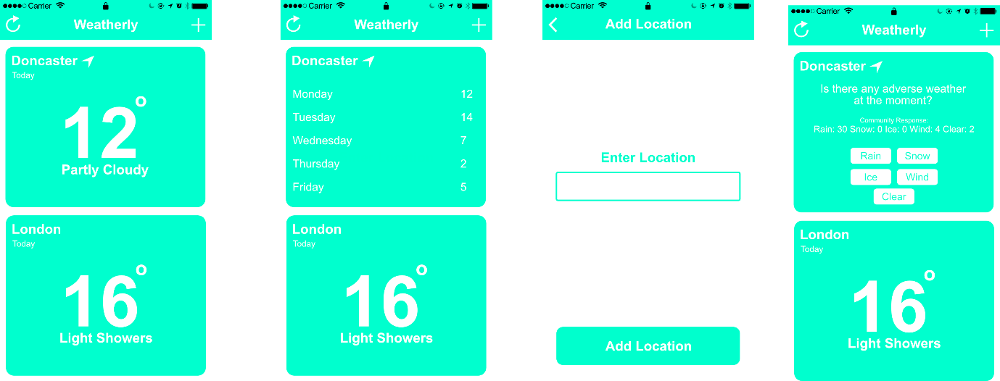 Carrier
Weatherly
Doncaster
Today
12°
Partly Cloudy
London
Today
16°
Light Showers
Carrier
Weatherly
Doncaster
Monday 12
Tuesday 14
Wednesday 7
Thursday 2
Friday 5
London
Today
16°
Light Showers
Carrier
Add Location
Enter Location
Add Location
Carrier
Weatherly
Doncaster
Is there any adverse weather
at the moment?
Community Response:
Rain: 30 Snow: 0 Ice: 0 Wind: 4 Clear: 2
Rain Snow
Ice Wind
Clear
London
Today
16°
Light Showers